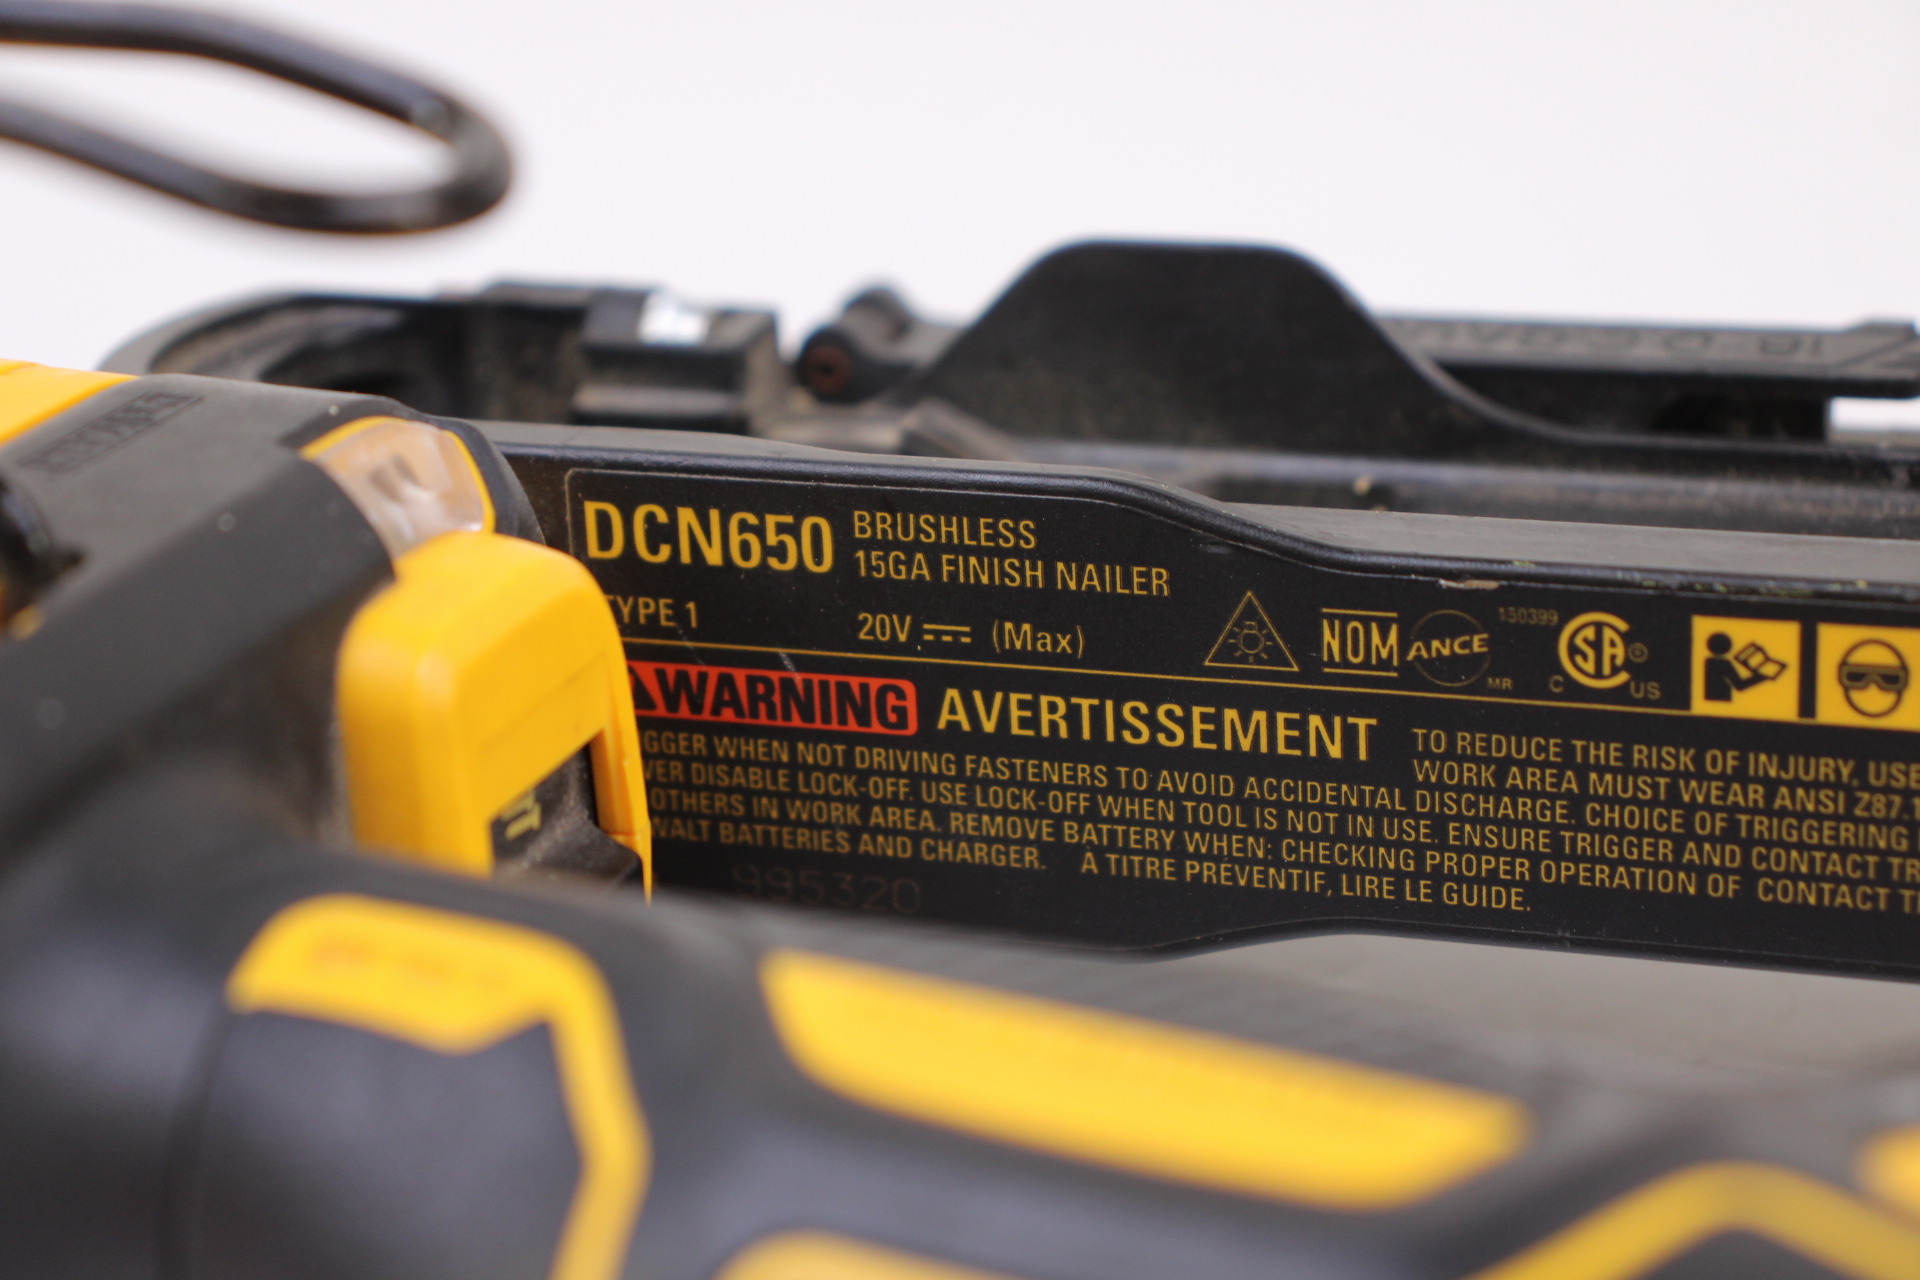 DCN650 BRUSHLESS
15GA FINISH NAILER
TYPE 1 20V (Max)
NOM ANCE MR 150399 SA C US
WARNING AVERTISSEMENT TO REDUCE THE RISK OF INJURY, USE
WORK AREA MUST WEAR ANSI Z87.1
WHEN NOT DRIVING FASTENERS TO AVOID ACCIDENTAL DISCHARGE. CHOICE OF TRIGGERING
DISABLE LOCK-OFF. USE LOCK-OFF WHEN TOOL IS NOT IN USE. ENSURE TRIGGER AND CONTACT TR
OTHERS IN WORK AREA. REMOVE BATTERY WHEN: CHECKING PROPER OPERATION OF CONTACT T
WALT BATTERIES AND CHARGER. À TITRE PRÉVENTIF, LIRE LE GUIDE.
995320